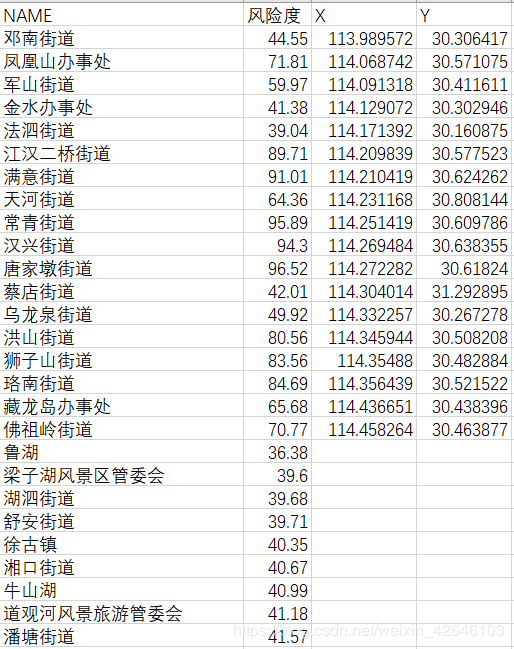 NAME 风险度 X Y
邓南街道 44.55 113.989572 30.306417
凤凰山办事处 71.81 114.068742 30.571075
军山街道 59.97 114.091318 30.411611
金水办事处 41.38 114.129072 30.302946
法泗街道 39.04 114.171392 30.160875
江汉二桥街道 89.71 114.209839 30.577523
满意街道 91.01 114.210419 30.624262
天河街道 64.36 114.231168 30.808144
常青街道 95.89 114.251419 30.609786
汉兴街道 94.3 114.269484 30.638355
唐家墩街道 96.52 114.272282 30.61824
蔡店街道 42.01 114.304014 31.292895
乌龙泉街道 49.92 114.332257 30.267278
洪山街道 80.56 114.345944 30.508208
狮子山街道 83.56 114.35488 30.482884
珞南街道 84.69 114.356439 30.521522
藏龙岛办事处 65.68 114.436651 30.438396
佛祖岭街道 70.77 114.458264 30.463877
鲁湖 36.38
梁子湖风景区管委会 39.6
湖泗街道 39.68
舒安街道 39.71
徐古镇 40.35
湘口街道 40.67
牛山湖 40.99
道观河风景旅游管委会 41.18
潘塘街道 41.57
https://blog.csdn.net/weixin_42646103